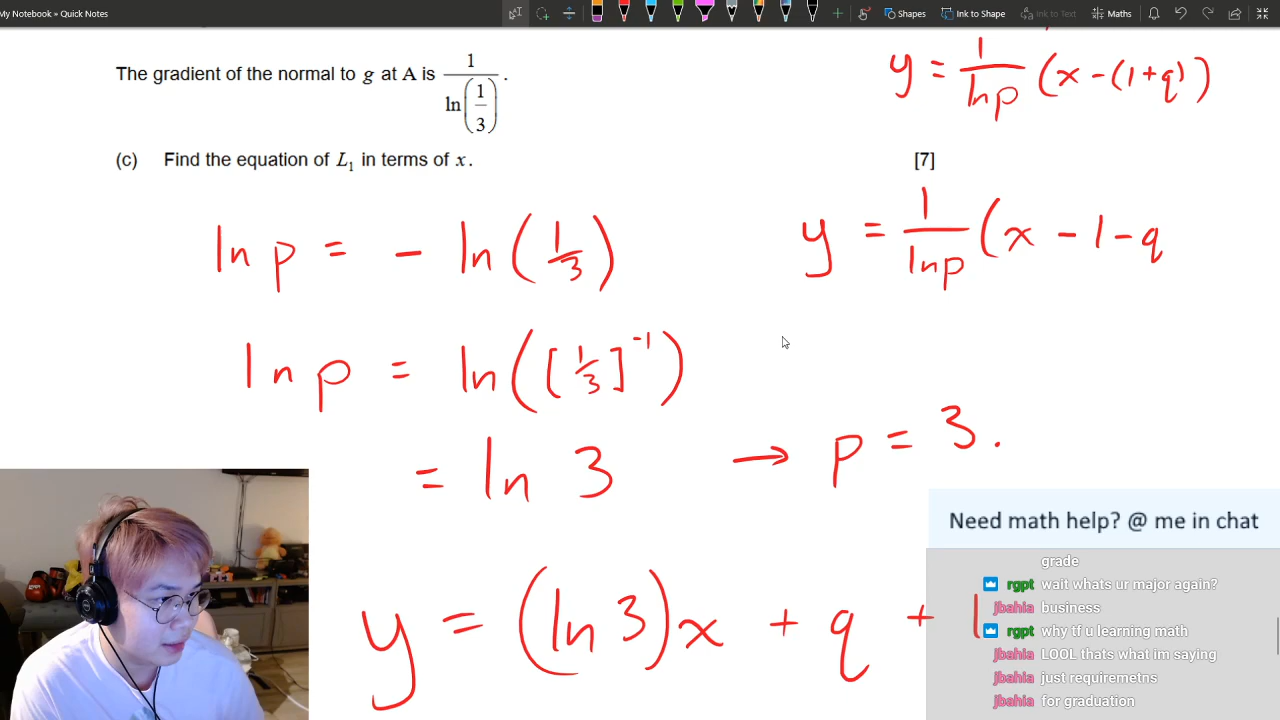 My Notebook » Quick Notes
Shapes
Ink to Shape
Ink to Text
Maths
The gradient of the normal to g at A is 1/ln(1/3).
(c) Find the equation of L₁ in terms of x. [7]
y = 1/ln p (x - (1+q))
y = 1/ln p (x - 1 - q
ln p = - ln(1/3)
ln p = ln([1/3]⁻¹)
= ln 3 → p = 3.
y = (ln 3)x + q +
Need math help? @ me in chat
grade
rgpt wait whats ur major again?
jbahia business
rgpt why tf u learning math
jbahia LOOL thats what im saying
jbahia just requiremetns
jbahia for graduation